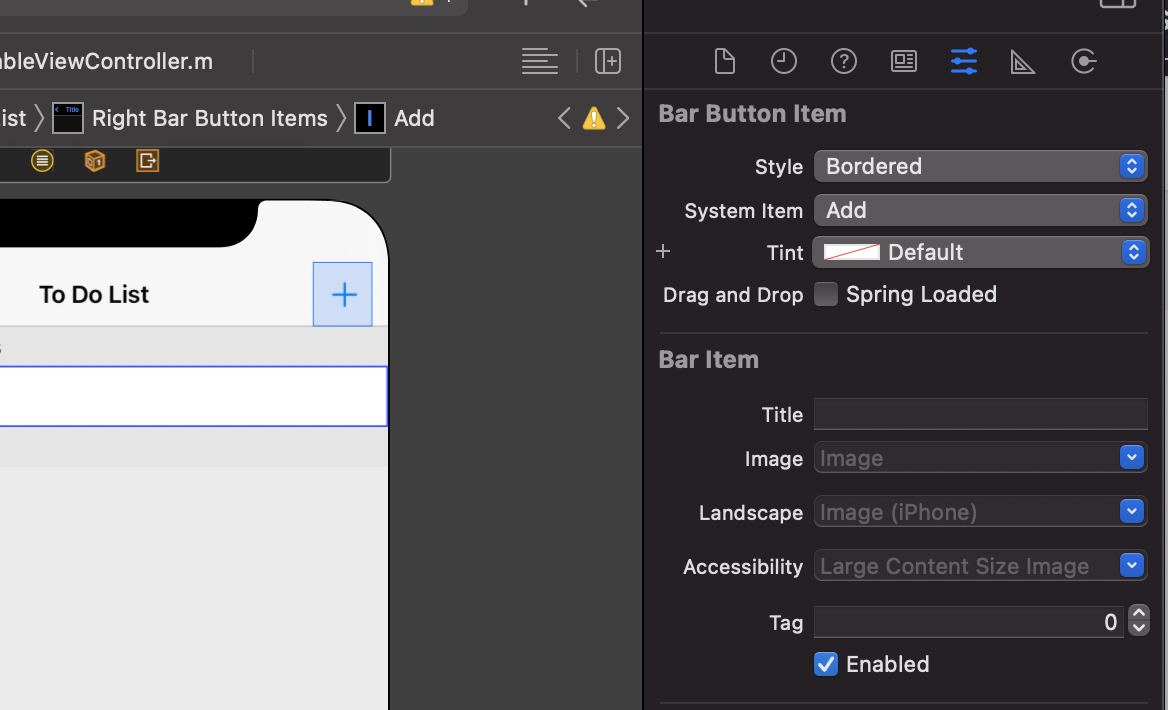 ableViewController.m
ist Right Bar Button Items Add
To Do List
Bar Button Item
Style Bordered
System Item Add
Tint Default
Drag and Drop Spring Loaded
Bar Item
Title
Image Image
Landscape Image (iPhone)
Accessibility Large Content Size Image
Tag 0
Enabled